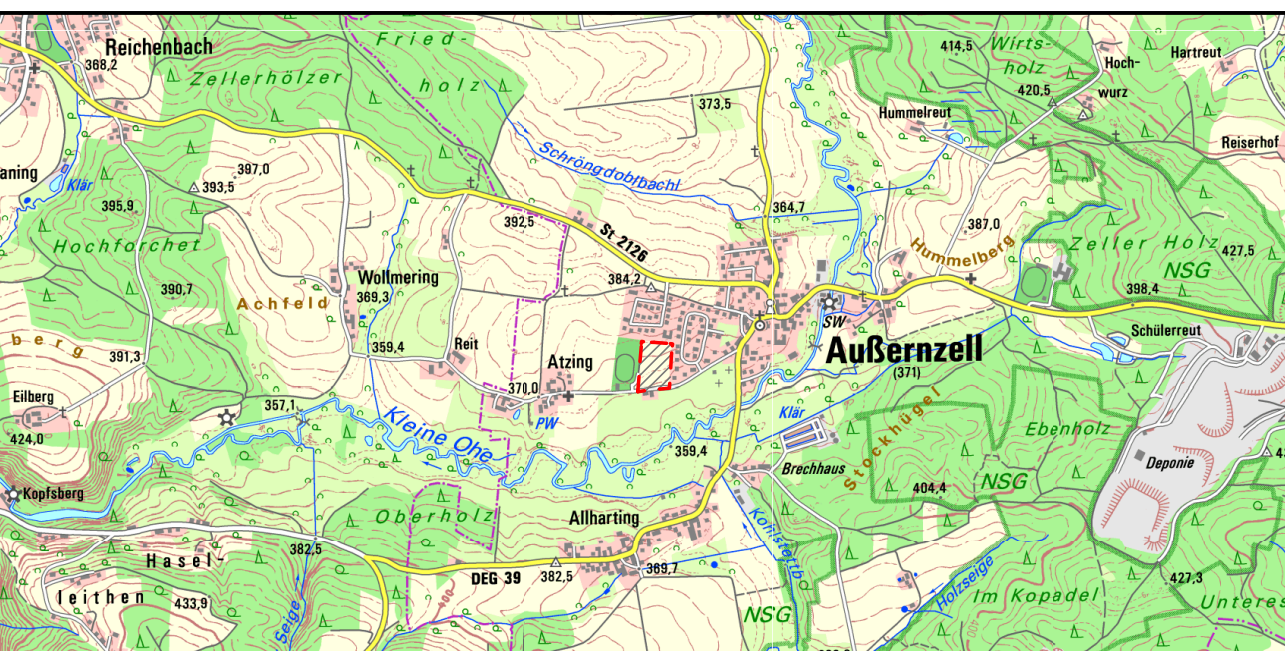 Reichenbach
368,2
Zellerhölzer
Fried-
holz
373,5
414,5
Wirts-
holz
420,5
Hoch-
wurz
Hartreut
Hummelreut
Reiserhof
aning
Klär
397,0
393,5
395,9
Schröngdoblbachl
364,7
387,0
Hochforchet
392,5
St 2126
Hummelberg
Zeller Holz
427,5
NSG
390,7
Achfeld
Wollmering
369,3
384,2
398,4
berg
391,3
359,4
Reit
Atzing
SW
Außernzell
(371)
Schülerreut
Eilberg
424,0
357,1
370,0
PW
Kleine Ohe
359,4
Klär
Brechhaus
Stockhügel
Ebenholz
Deponie
404,4
NSG
Kopfsberg
Oberholz
Allharting
Kohlstettb
382,5
Hasel-
leithen
433,9
Seige
DEG 39
400
382,5
369,7
NSG
Holzseige
Im Kopadel
400
427,3
Unteres